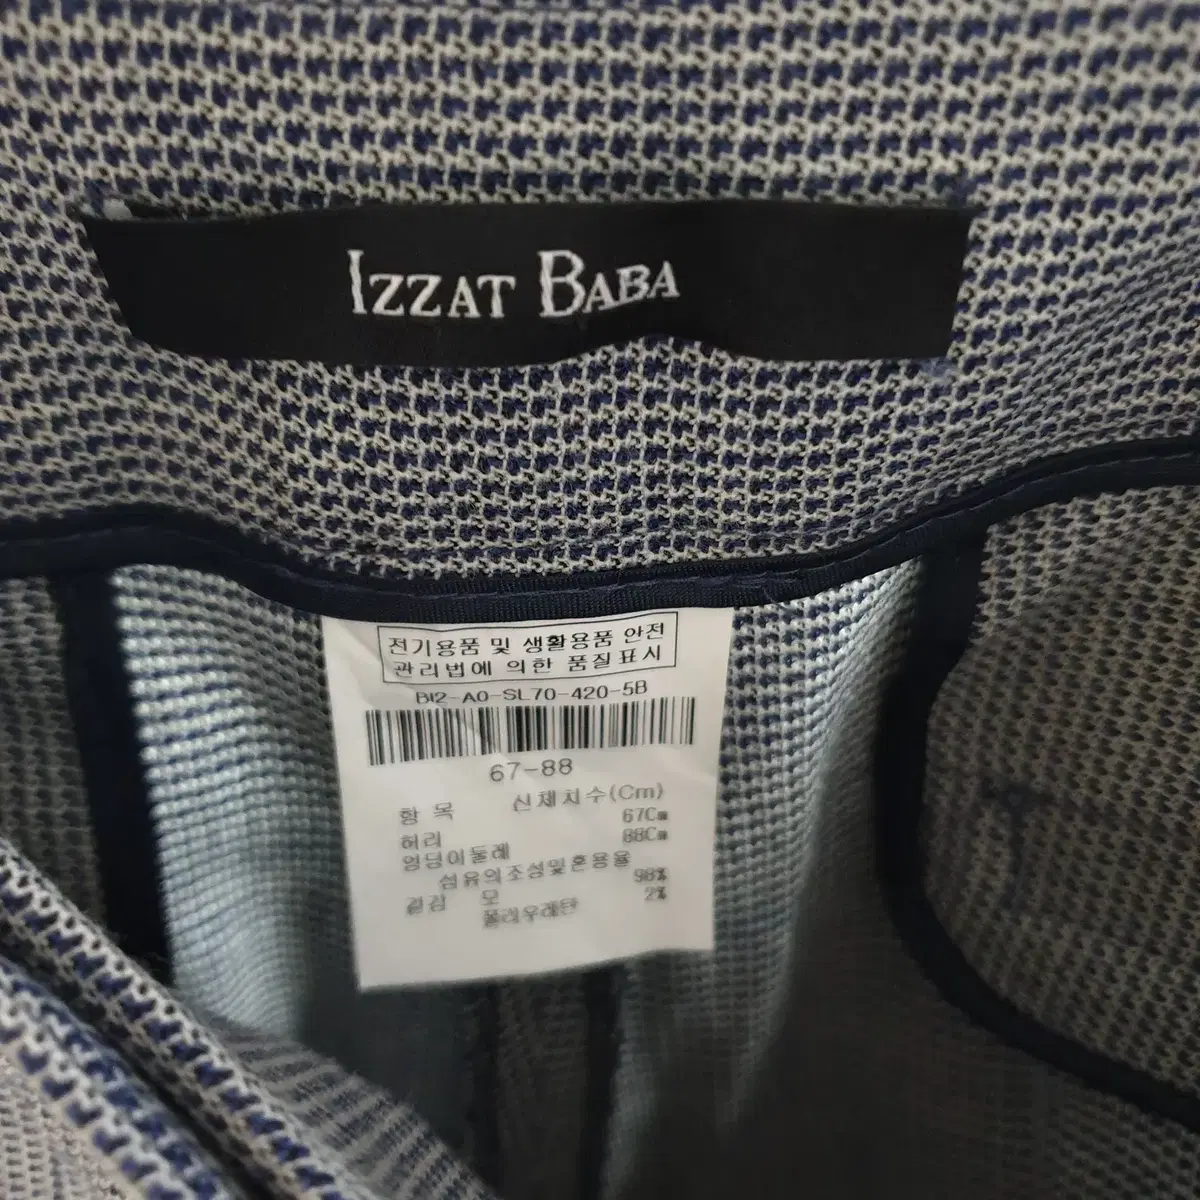 IZZAT BABA
전기용품 및 생활용품 안전
관리법에 의한 품질표시
BI2-A0-SL70-420-5B
67-88
항 목 신체치수(Cm)
허리 67Cm
엉덩이둘레 88Cm
섬유의조성및혼용율
겉감 모 98%
폴리우레탄 2%